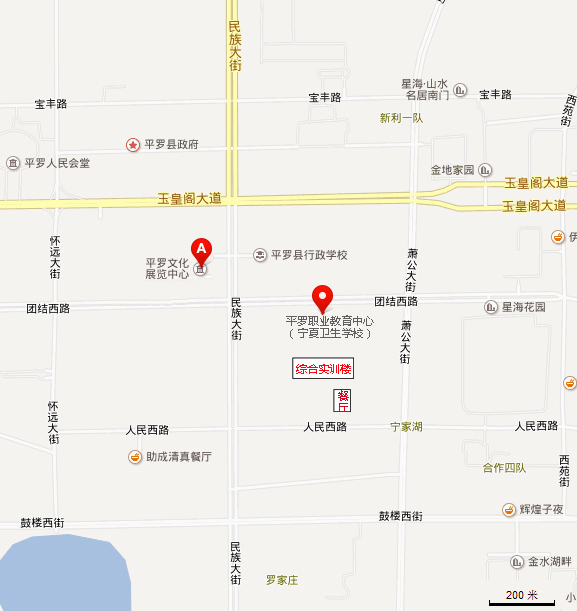 民族大街
星海·山水
名居南门
宝丰路
宝丰路
宝丰路
西苑街
新利一队
平罗县政府
平罗人民会堂
金地家园
玉皇阁大道
玉皇阁大道
玉皇阁大道
怀远大街
A
平罗文化
展览中心
平罗县行政学校
萧公大街
伊
团结西路
民族大街
团结西路
星海花园
平罗职业教育中心
（宁夏卫生学校）
萧公大街
综合实训楼
餐厅
怀远大街
人民西路
人民西路
宁家湖
人民西路
助成清真餐厅
合作四队
西苑街
鼓楼西街
鼓楼西街
辉煌子夜
民族大街
罗家庄
金水湖畔
200 米
小